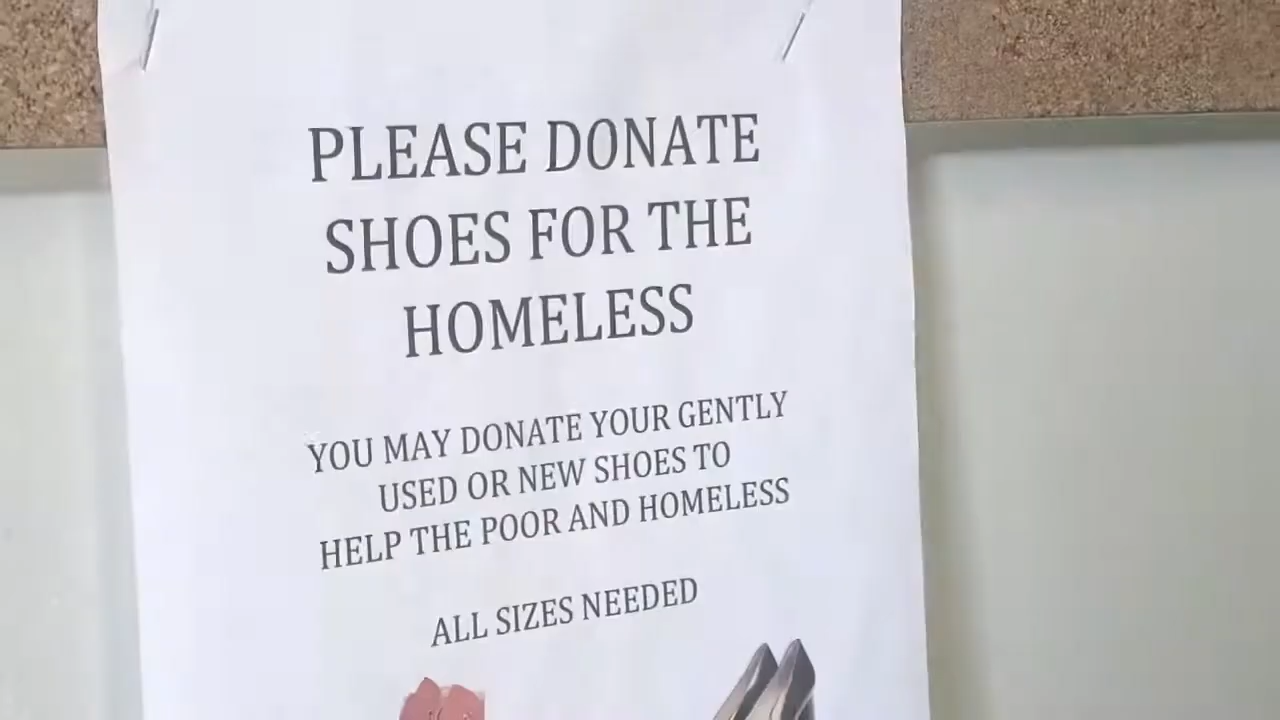 PLEASE DONATE
SHOES FOR THE
HOMELESS
YOU MAY DONATE YOUR GENTLY
USED OR NEW SHOES TO
HELP THE POOR AND HOMELESS
ALL SIZES NEEDED